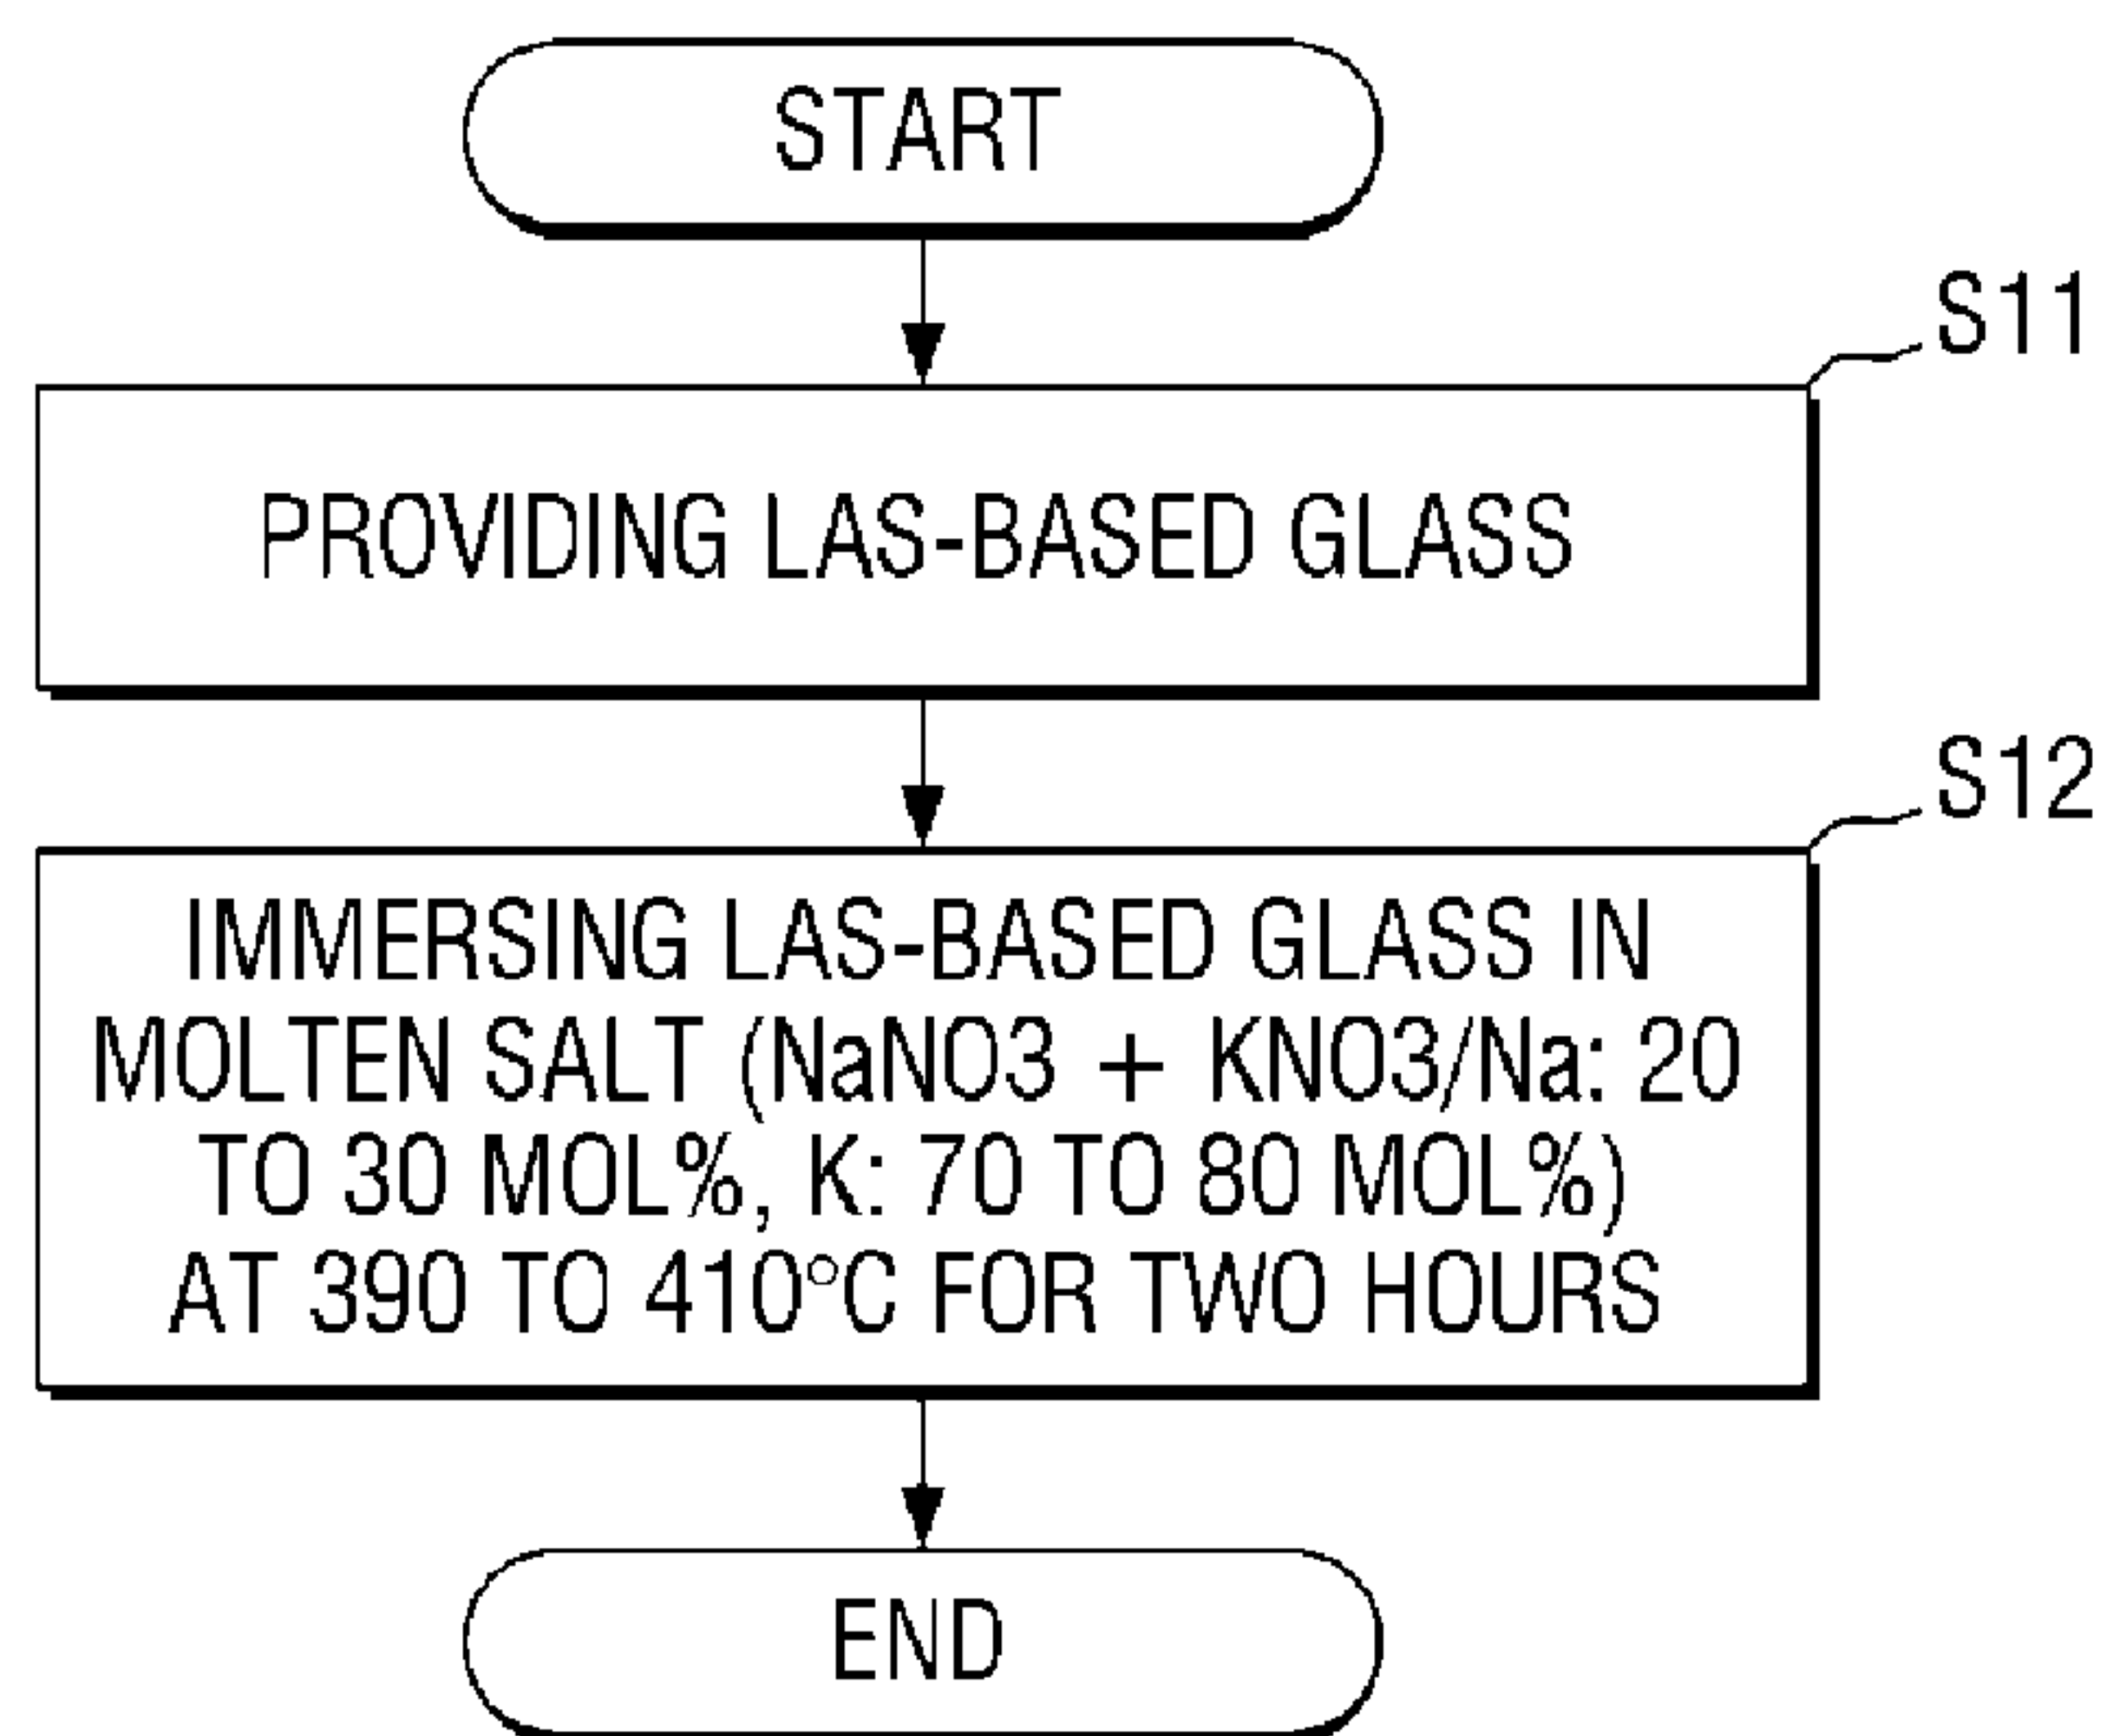 START
S11
PROVIDING LAS-BASED GLASS
S12
IMMERSING LAS-BASED GLASS IN
MOLTEN SALT (NaNO3 + KNO3/Na: 20
TO 30 MOL%, K: 70 TO 80 MOL%)
AT 390 TO 410°C FOR TWO HOURS
END